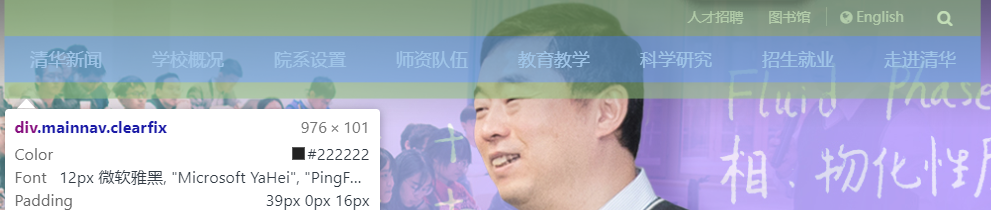 人才招聘 图书馆 English
清华新闻 学校概况 院系设置 师资队伍 教育教学 科学研究 招生就业 走进清华
Fluid Phase
相、物化性质
div.mainnav.clearfix 976 × 101
Color #222222
Font 12px 微软雅黑, "Microsoft YaHei", "PingF...
Padding 39px 0px 16px